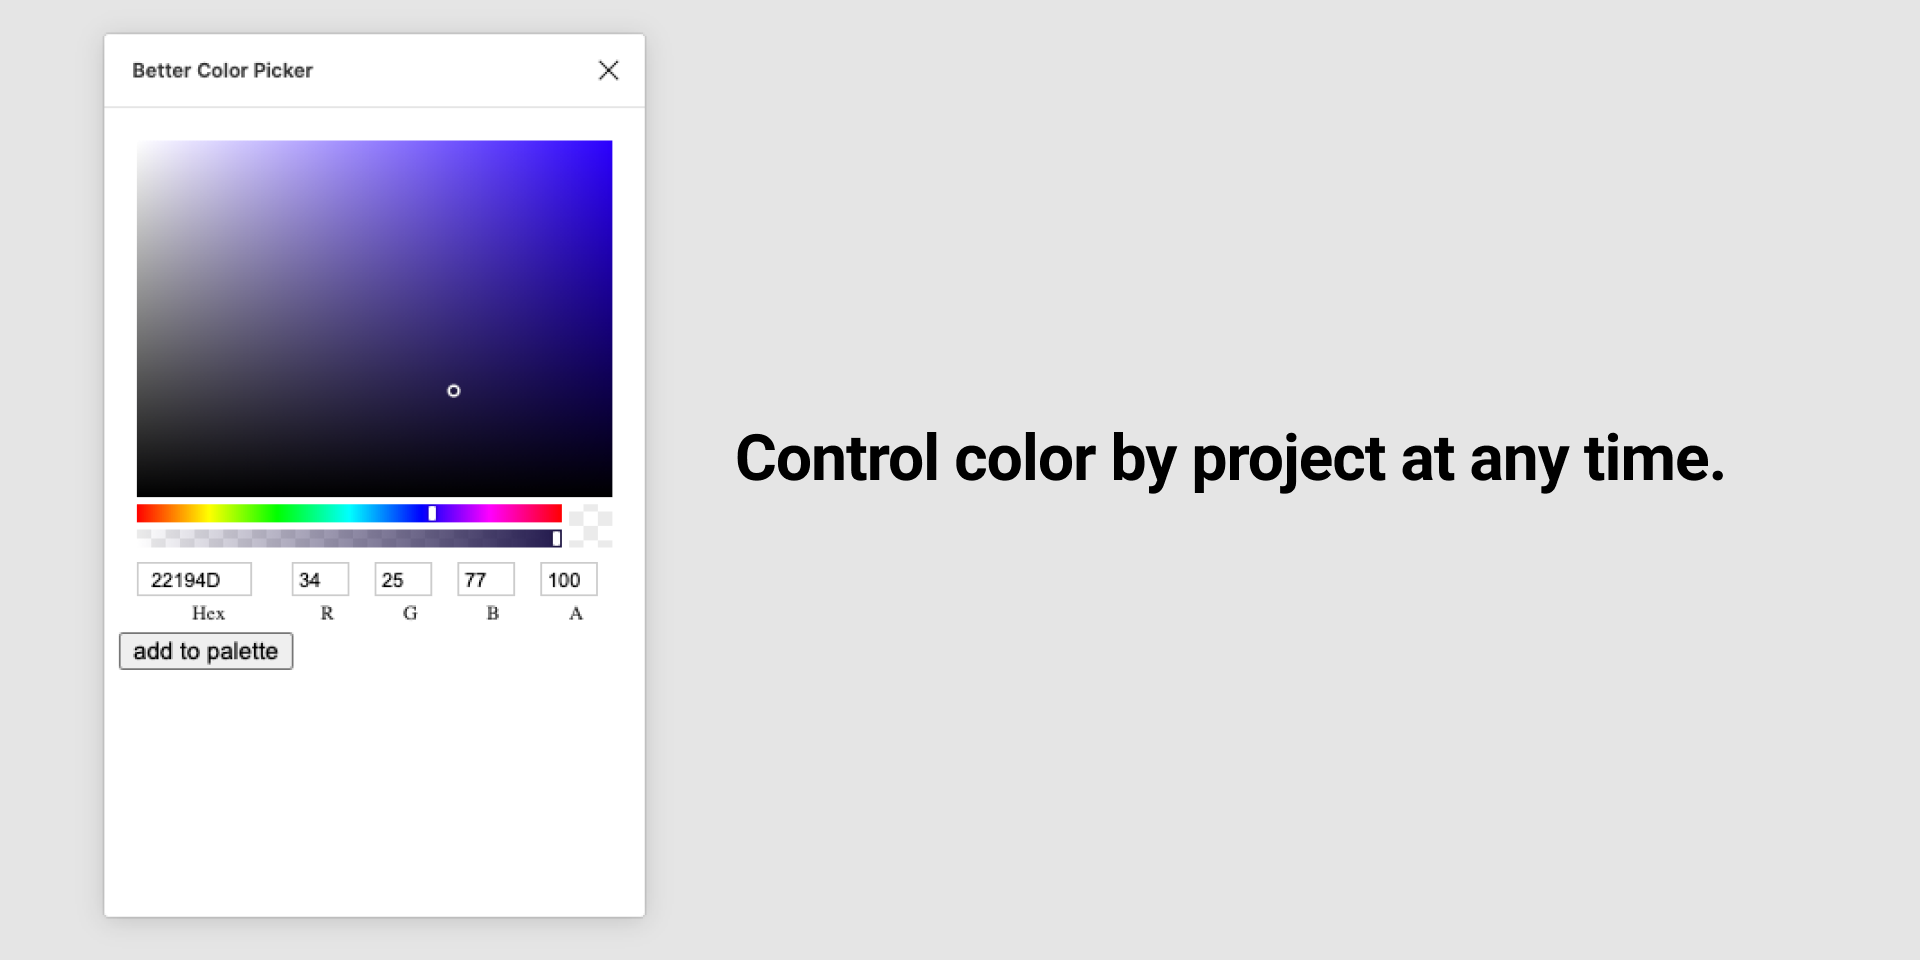 Better Color Picker
22194D 34 25 77 100
Hex R G B A
add to palette
Control color by project at any time.